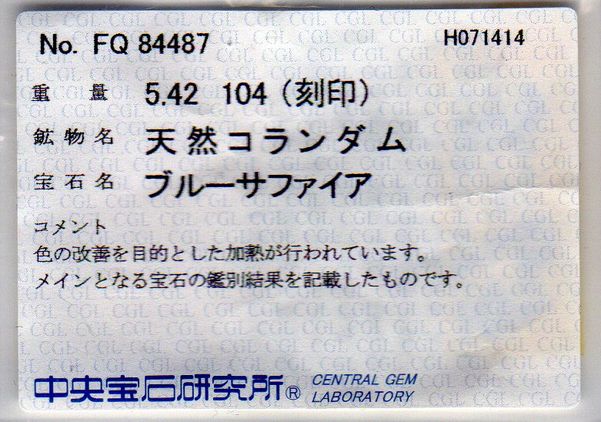 No. FQ 84487
H071414
重 量 5.42 104 (刻印)
鉱物名 天然コランダム
宝石名 ブルーサファイア
コメント
色の改善を目的とした加熱が行われています。
メインとなる宝石の鑑別結果を記載したものです。
中央宝石研究所® CENTRAL GEM
LABORATORY